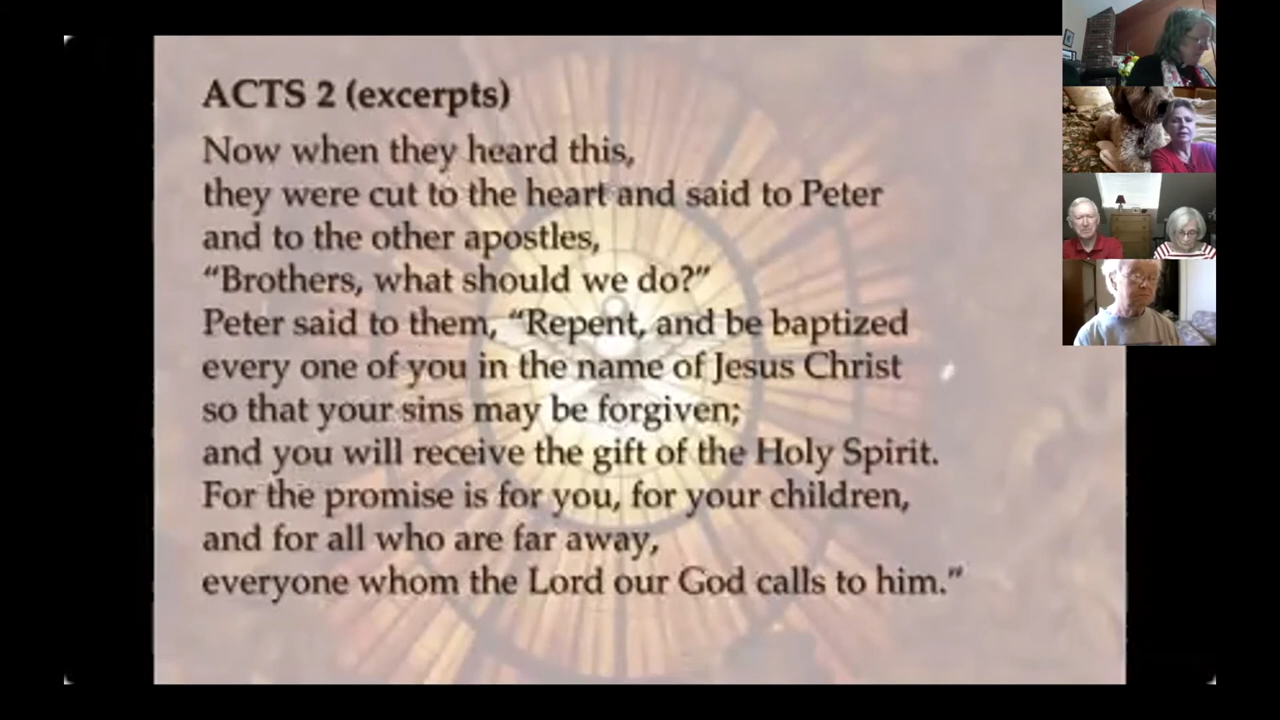 ACTS 2 (excerpts)
Now when they heard this,
they were cut to the heart and said to Peter
and to the other apostles,
“Brothers, what should we do?”
Peter said to them, “Repent, and be baptized
every one of you in the name of Jesus Christ
so that your sins may be forgiven;
and you will receive the gift of the Holy Spirit.
For the promise is for you, for your children,
and for all who are far away,
everyone whom the Lord our God calls to him.”